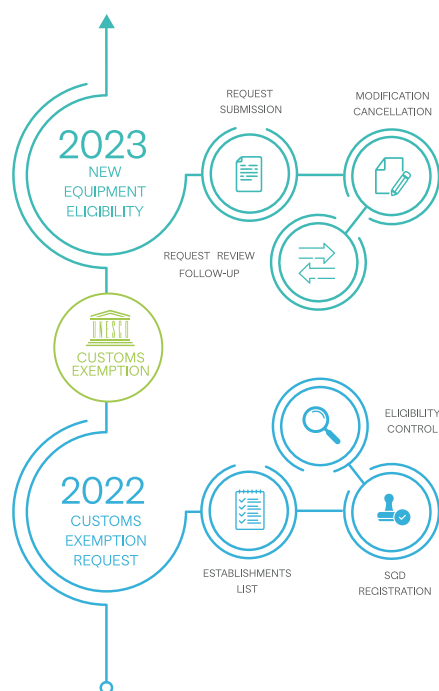 REQUEST
SUBMISSION
MODIFICATION
CANCELLATION
2023
NEW
EQUIPMENT
ELIGIBILITY
REQUEST REVIEW
FOLLOW-UP
UNESCO
CUSTOMS
EXEMPTION
ELIGIBILITY
CONTROL
2022
CUSTOMS
EXEMPTION
REQUEST
ESTABLISHMENTS
LIST
SGD
REGISTRATION